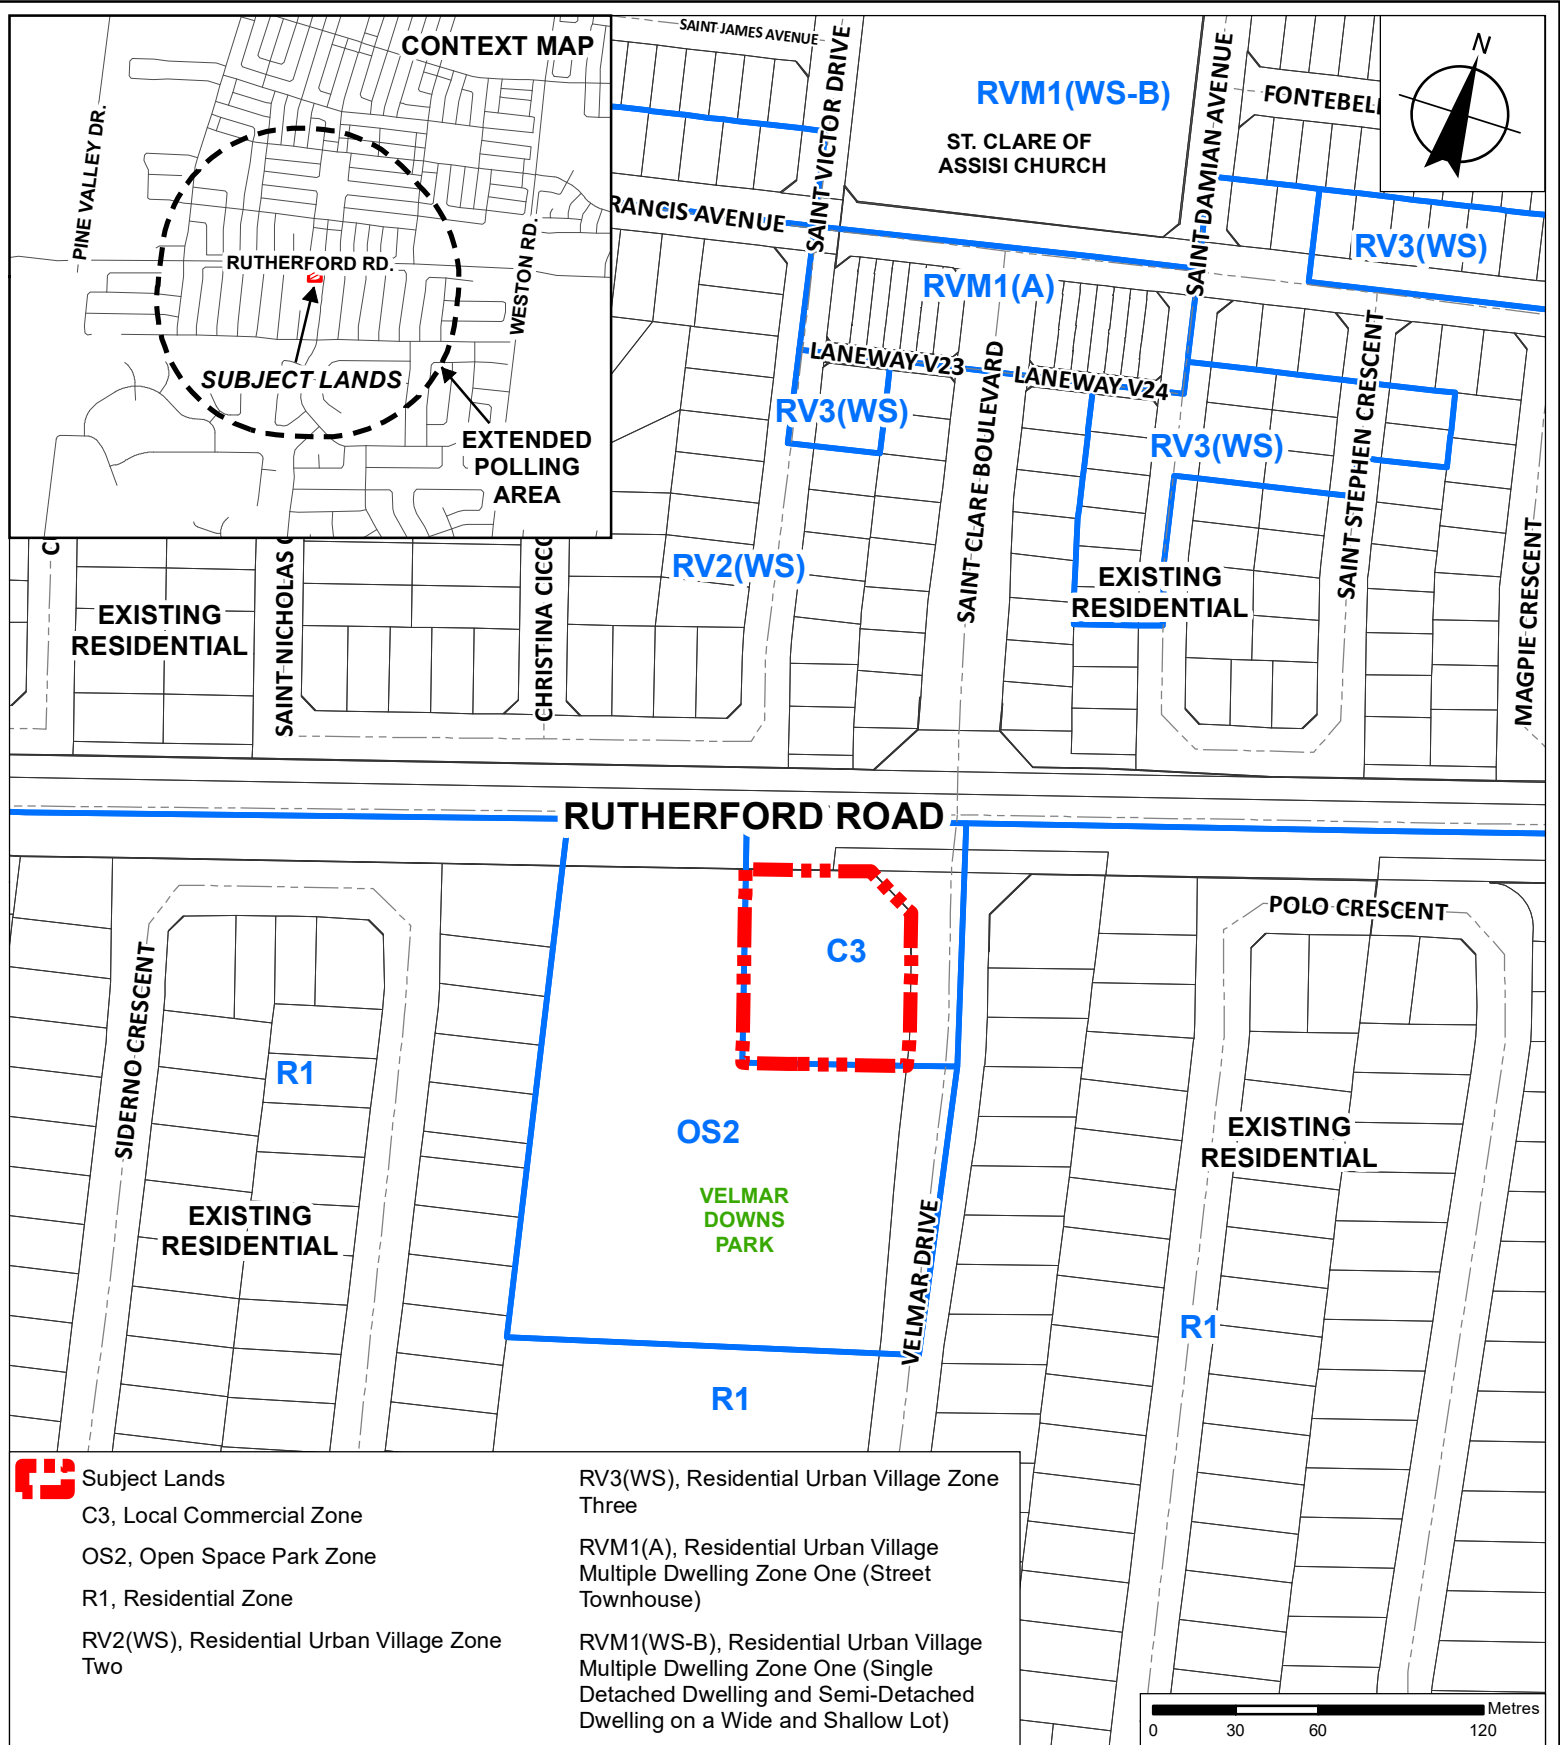 CONTEXT MAP
PINE VALLEY DR.
RUTHERFORD RD.
WESTON RD.
SUBJECT LANDS
EXTENDED
POLLING
AREA
SAINT JAMES AVENUE
SAINT VICTOR DRIVE
RVM1(WS-B)
ST. CLARE OF
ASSISI CHURCH
SAINT DAMIAN AVENUE
FONTEBEL
N
RANCIS AVENUE
RV3(WS)
RVM1(A)
LANEWAY V23
LANEWAY V24
RV3(WS)
RV3(WS)
SAINT CLARE BOULEVARD
SAINT STEPHEN CRESCENT
MAGPIE CRESCENT
RV2(WS)
EXISTING
RESIDENTIAL
EXISTING
RESIDENTIAL
SAINT NICHOLAS C
CHRISTINA CICCO
RUTHERFORD ROAD
POLO CRESCENT
C3
SIDERNO CRESCENT
R1
OS2
VELMAR
DOWNS
PARK
EXISTING
RESIDENTIAL
EXISTING
RESIDENTIAL
VELMAR DRIVE
R1
R1
Subject Lands
C3, Local Commercial Zone
OS2, Open Space Park Zone
R1, Residential Zone
RV2(WS), Residential Urban Village Zone
Two
RV3(WS), Residential Urban Village Zone
Three
RVM1(A), Residential Urban Village
Multiple Dwelling Zone One (Street
Townhouse)
RVM1(WS-B), Residential Urban Village
Multiple Dwelling Zone One (Single
Detached Dwelling and Semi-Detached
Dwelling on a Wide and Shallow Lot)
Metres
0 30 60 120